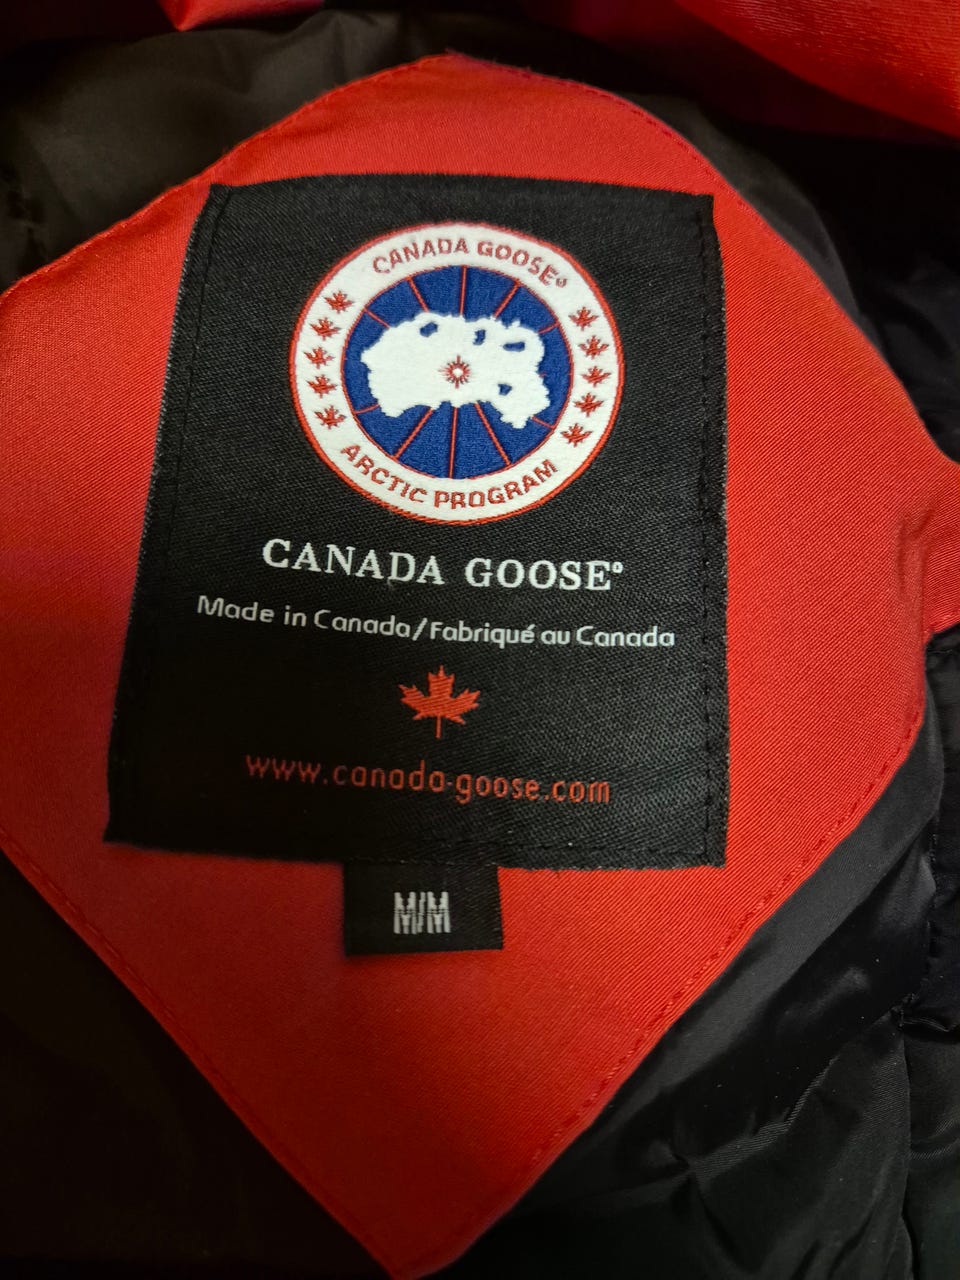 CANADA GOOSE®
ARCTIC PROGRAM
CANADA GOOSE®
Made in Canada/Fabriqué au Canada
www.canada-goose.com
M/M